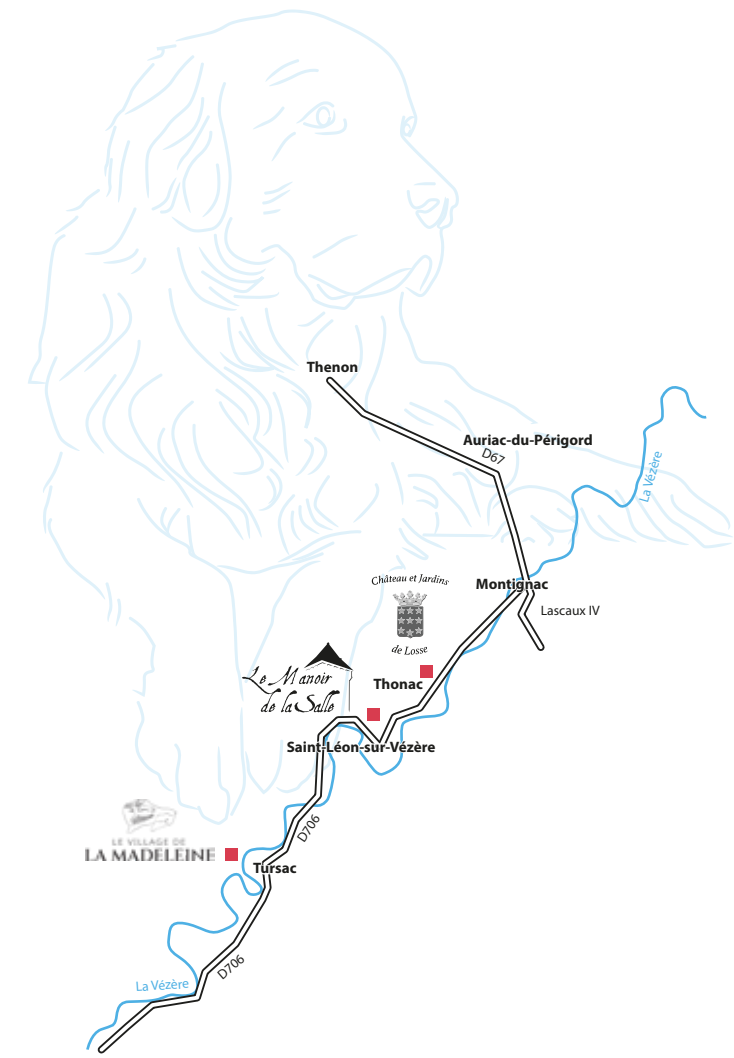 Thenon
Auriac-du-Périgord
D67
La Vézère
Château et Jardins
Montignac
Lascaux IV
de Losse
Le Manoir
de la Salle
Thonac
Saint-Léon-sur-Vézère
D706
LE VILLAGE DE
LA MADELEINE
Tursac
D706
La Vézère